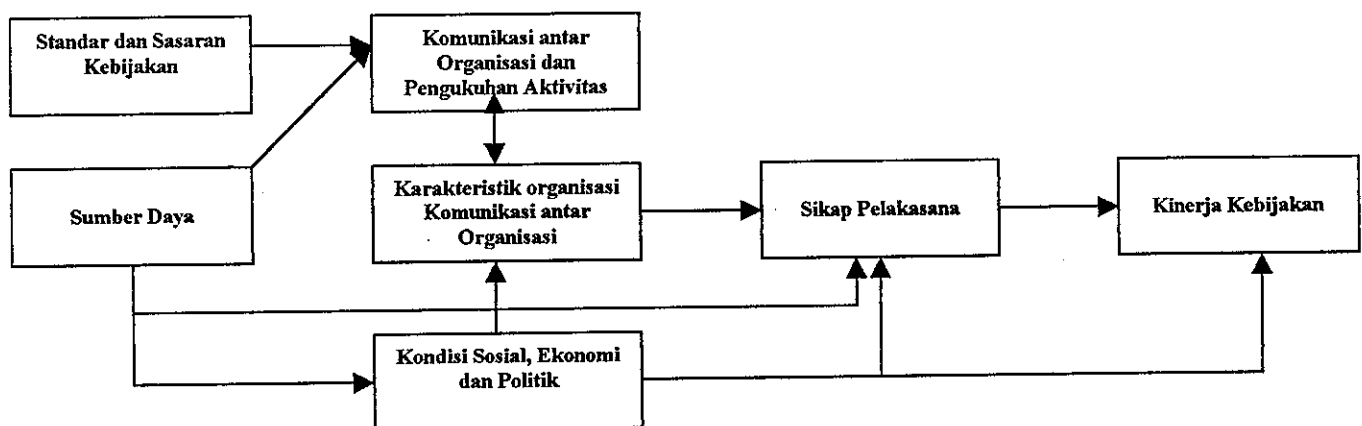 Standar dan Sasaran
Kebijakan
Komunikasi antar
Organisasi dan
Pengukuhan Aktivitas
Sumber Daya
Karakteristik organisasi
Komunikasi antar
Organisasi
Sikap Pelakasana
Kinerja Kebijakan
Kondisi Sosial, Ekonomi
dan Politik